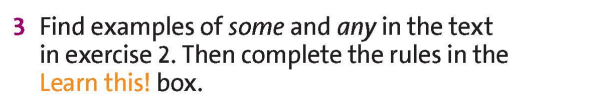 3 Find examples of some and any in the text
in exercise 2. Then complete the rules in the
Learn this! box.